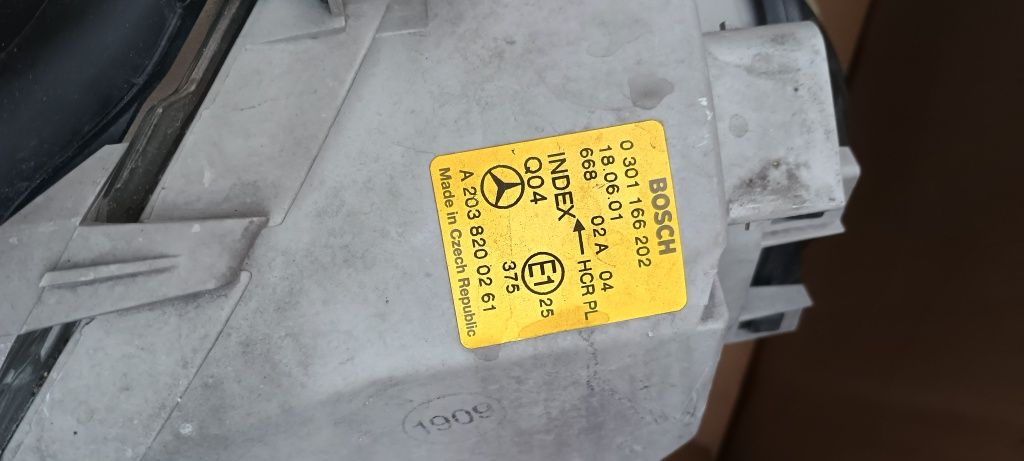 BOSCH
0 301 166 202
18.06.01 02 A 04
668 HCR PL
INDEX
Q04 E1 25
375
A 203 820 02 61
Made in Czech Republic
1909